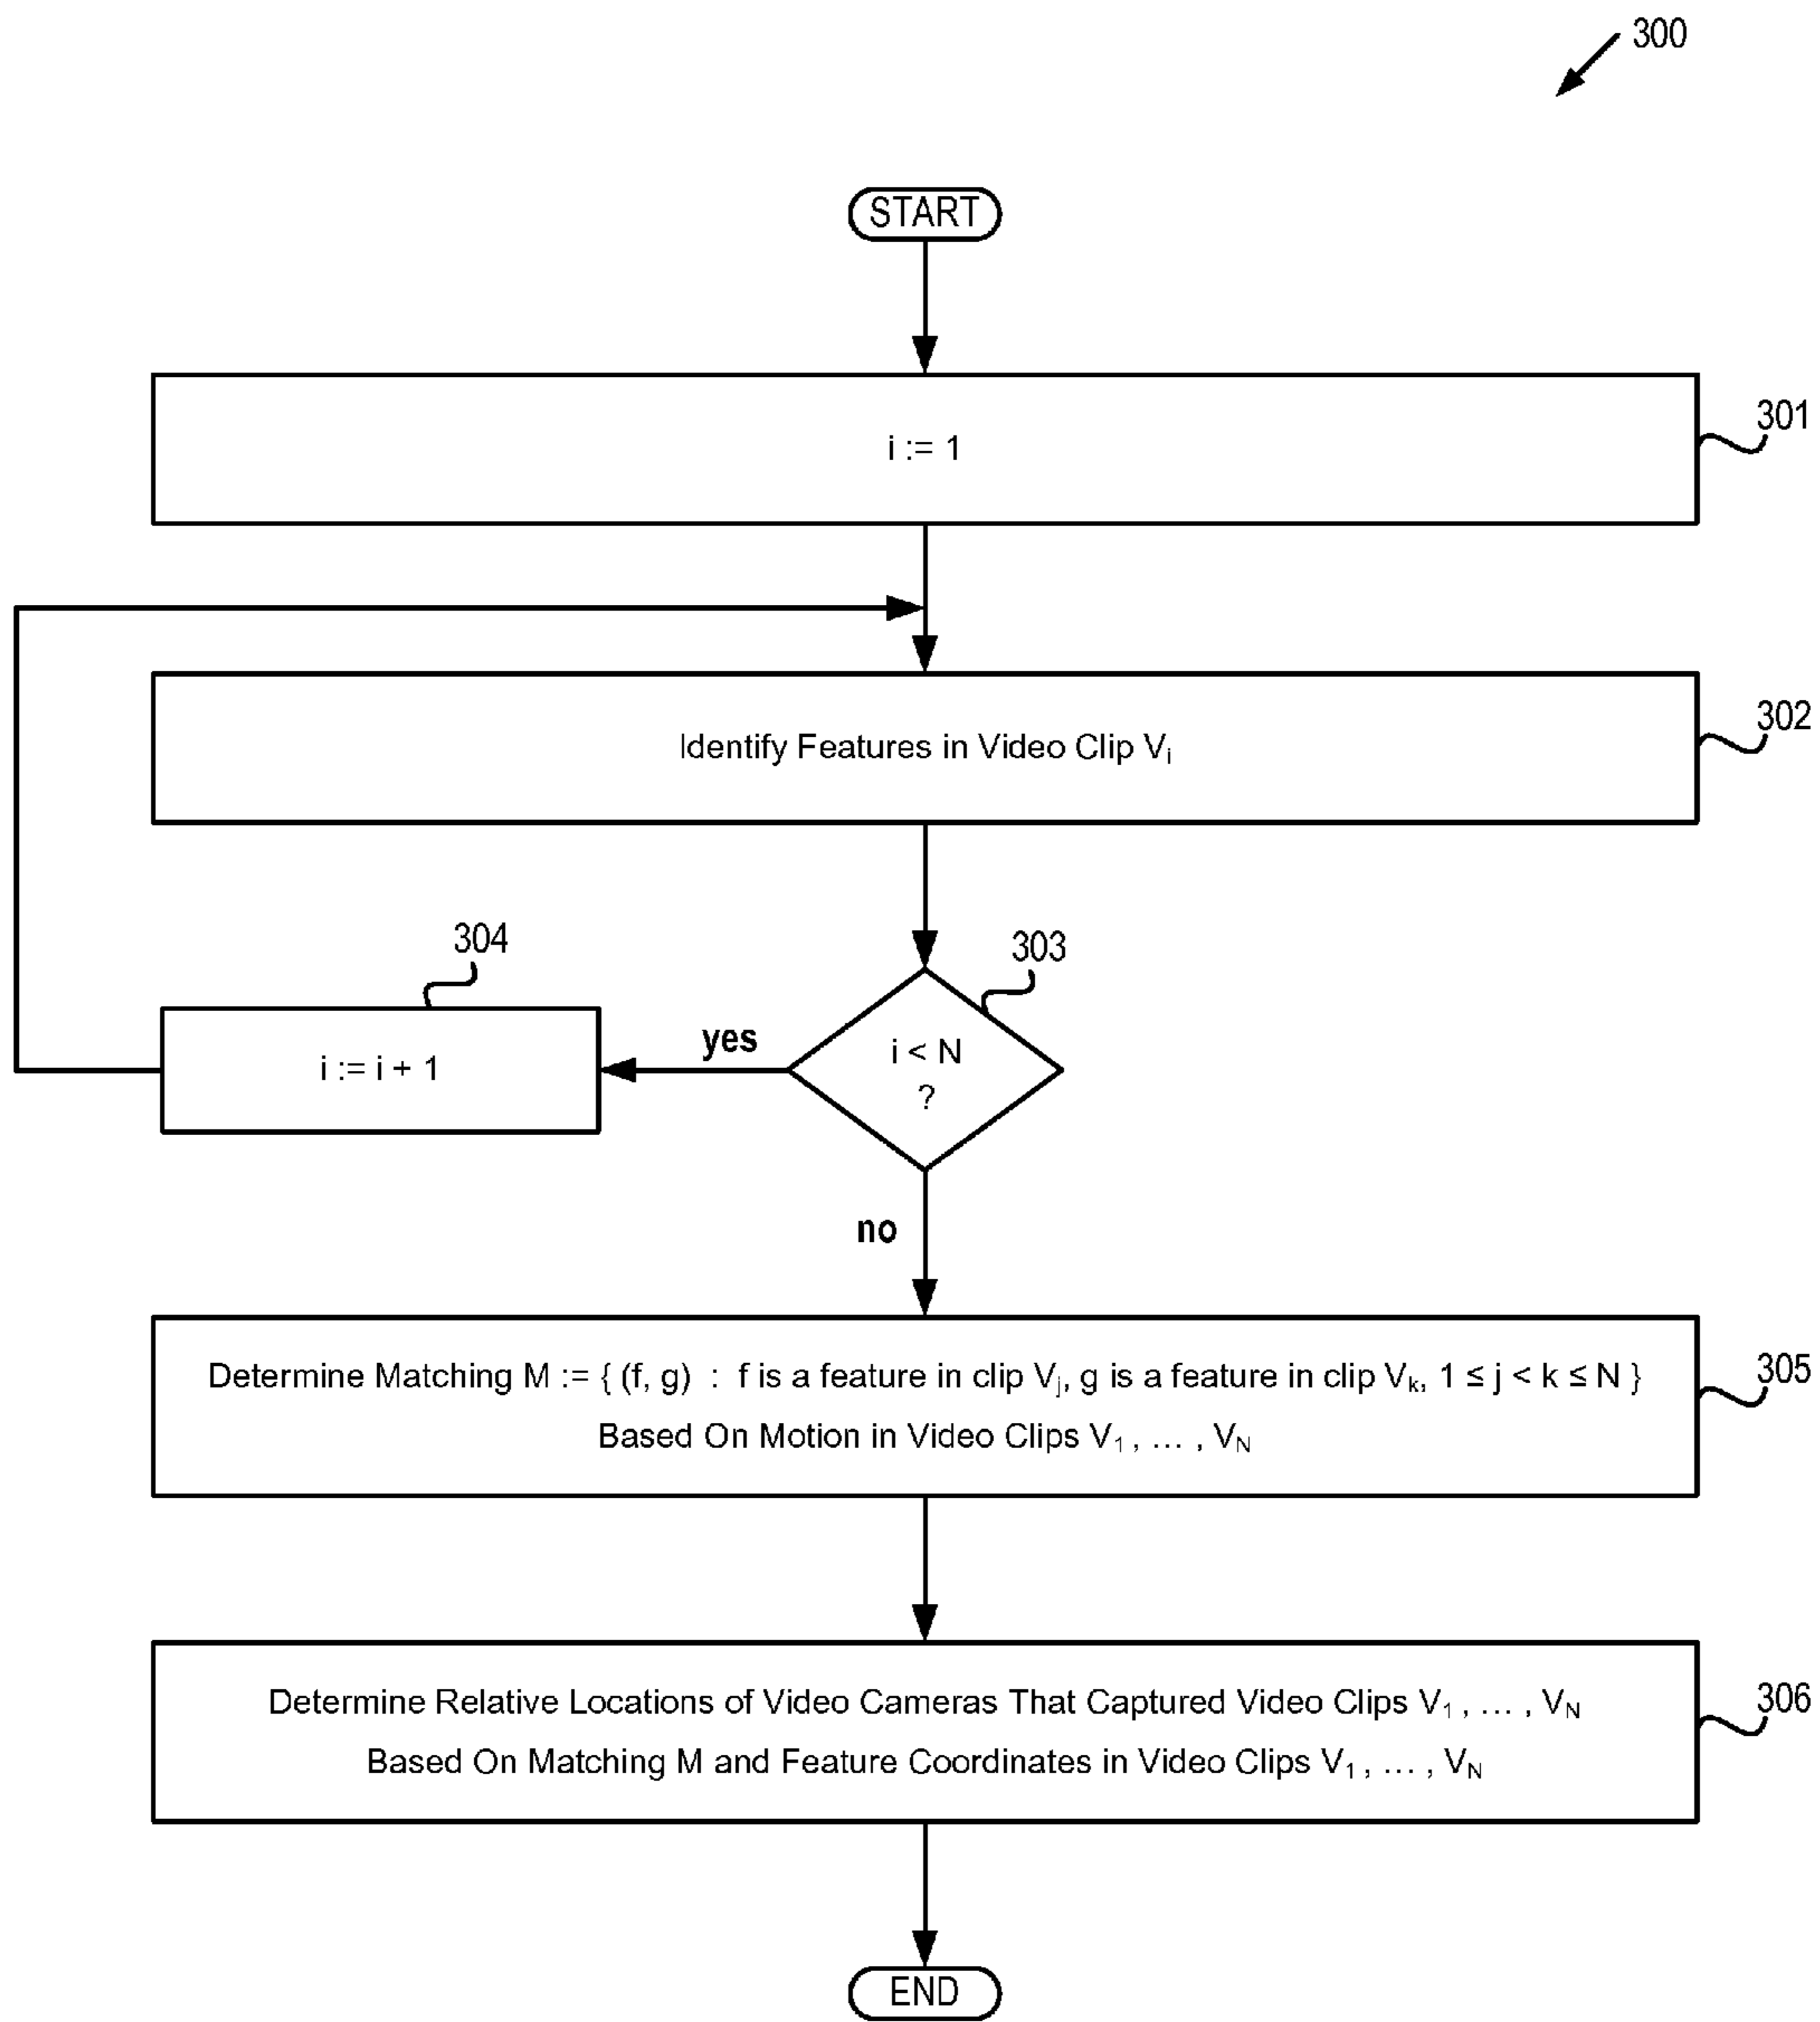 300
START
i := 1
301
Identify Features in Video Clip Vᵢ
302
304
303
i := i + 1
yes
i < N
?
no
Determine Matching M := { (f, g) : f is a feature in clip Vⱼ, g is a feature in clip Vₖ, 1 ≤ j < k ≤ N }
Based On Motion in Video Clips V₁ , … , V_N
305
Determine Relative Locations of Video Cameras That Captured Video Clips V₁ , … , V_N
Based On Matching M and Feature Coordinates in Video Clips V₁ , … , V_N
306
END